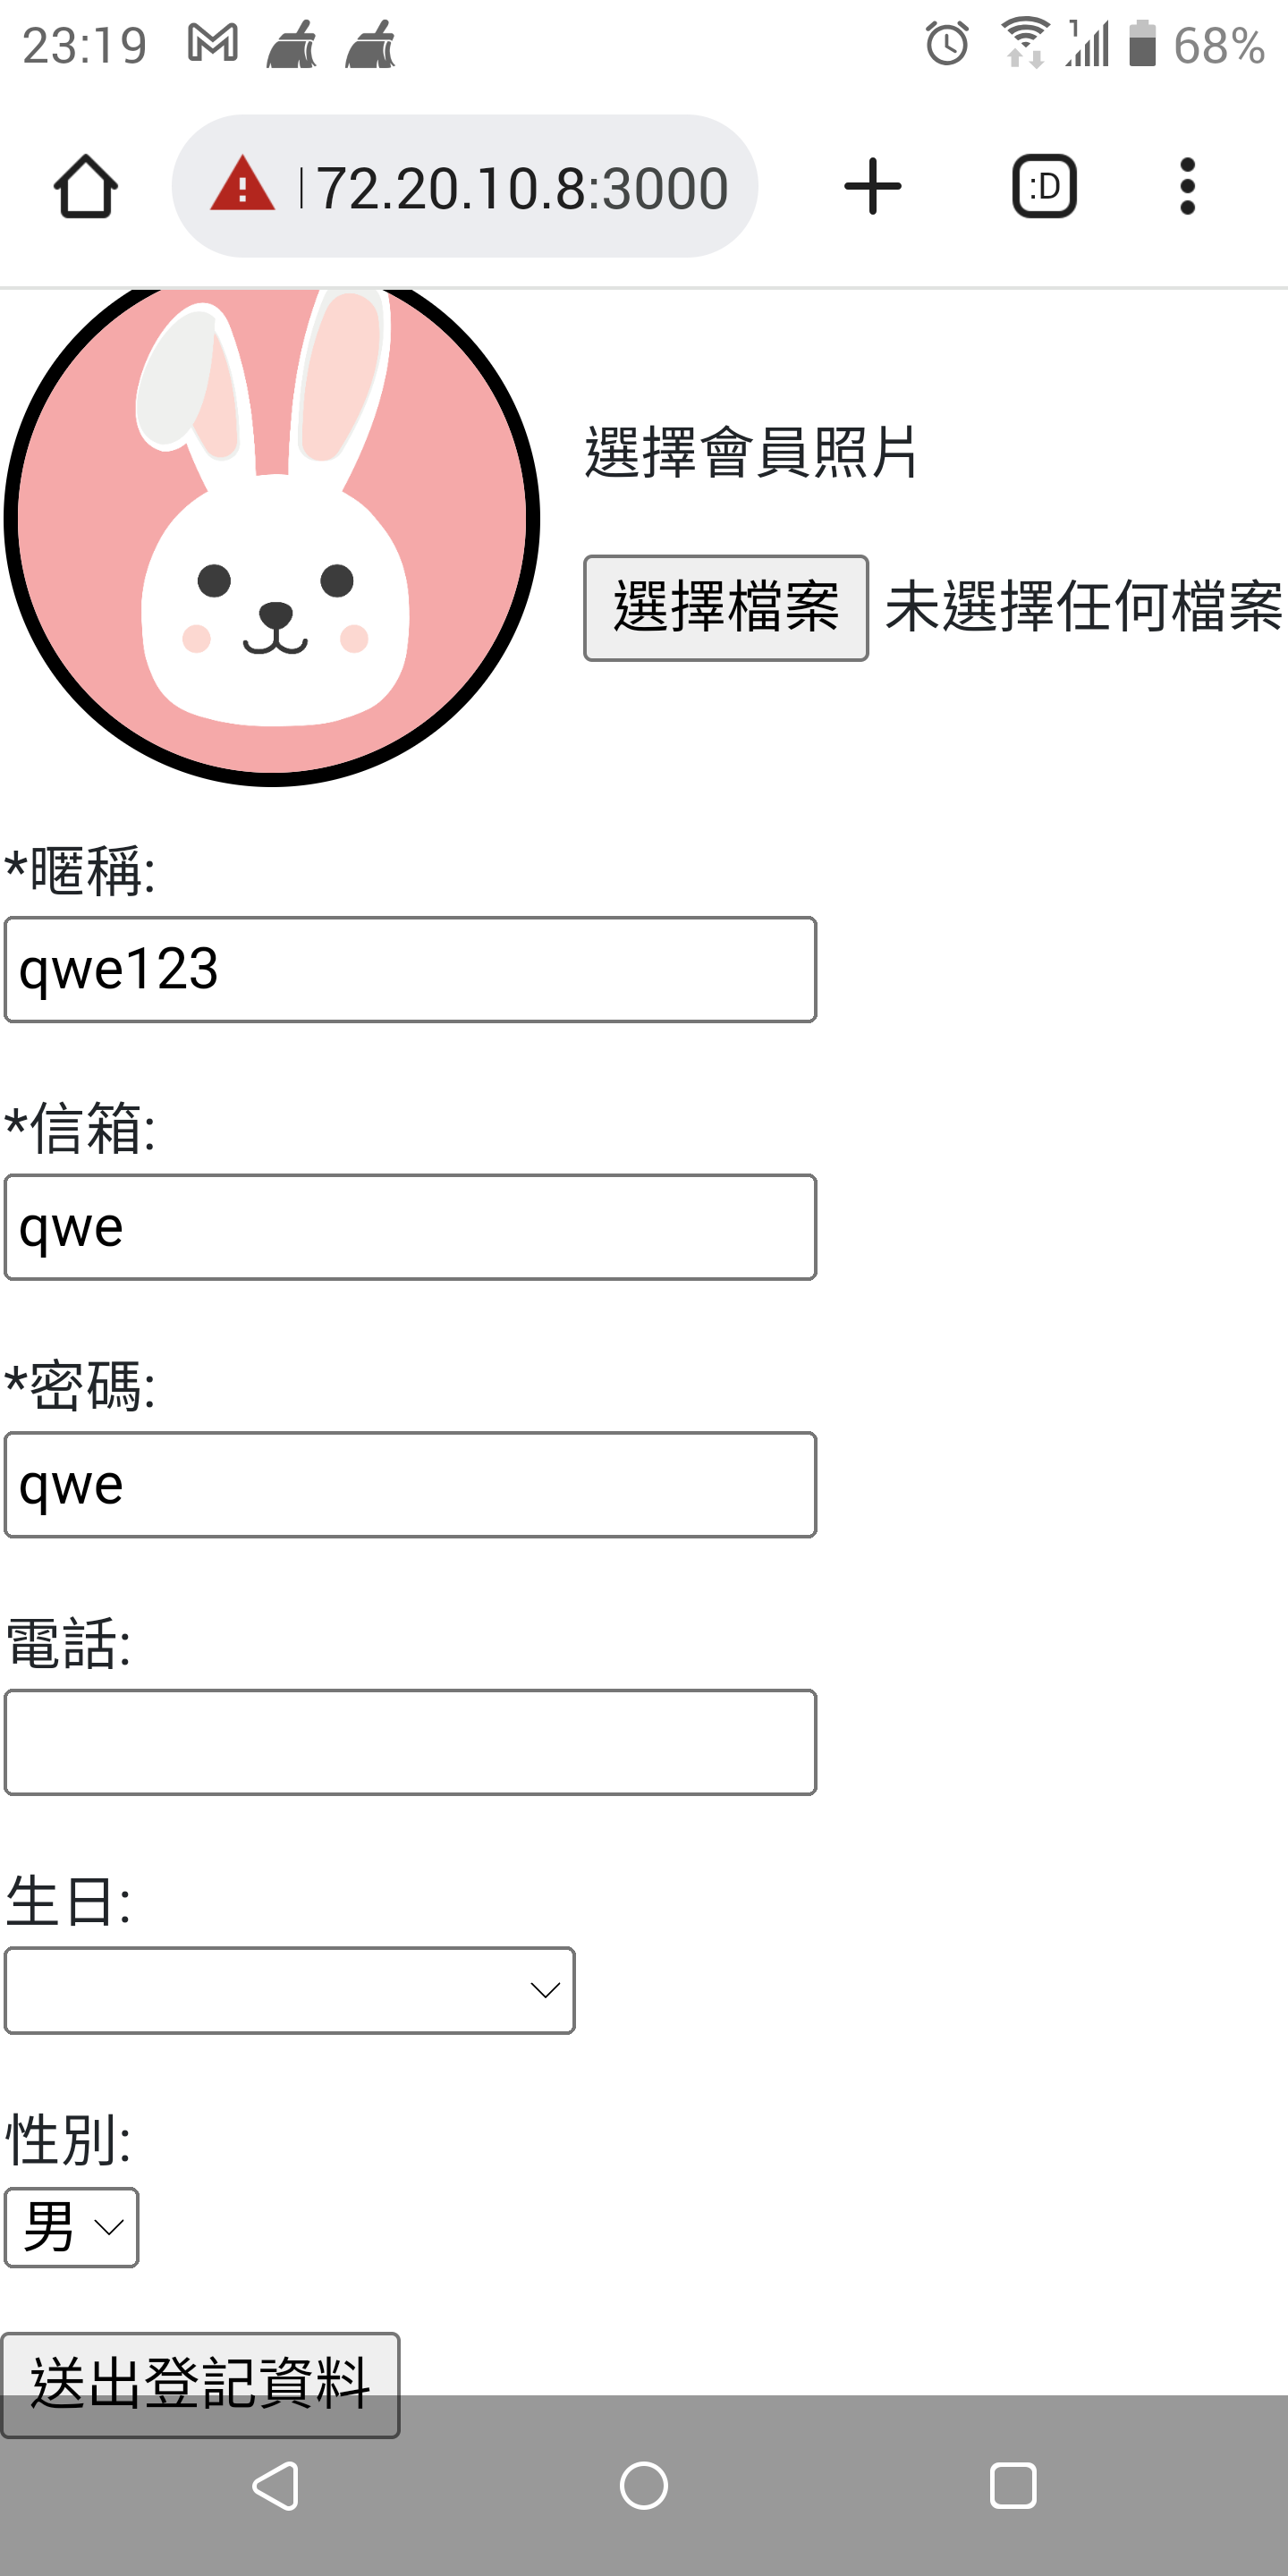 23:19
68%
72.20.10.8:3000
:D
選擇會員照片
選擇檔案 未選擇任何檔案
*暱稱:
qwe123
*信箱:
qwe
*密碼:
qwe
電話:
生日:
性別:
男
送出登記資料